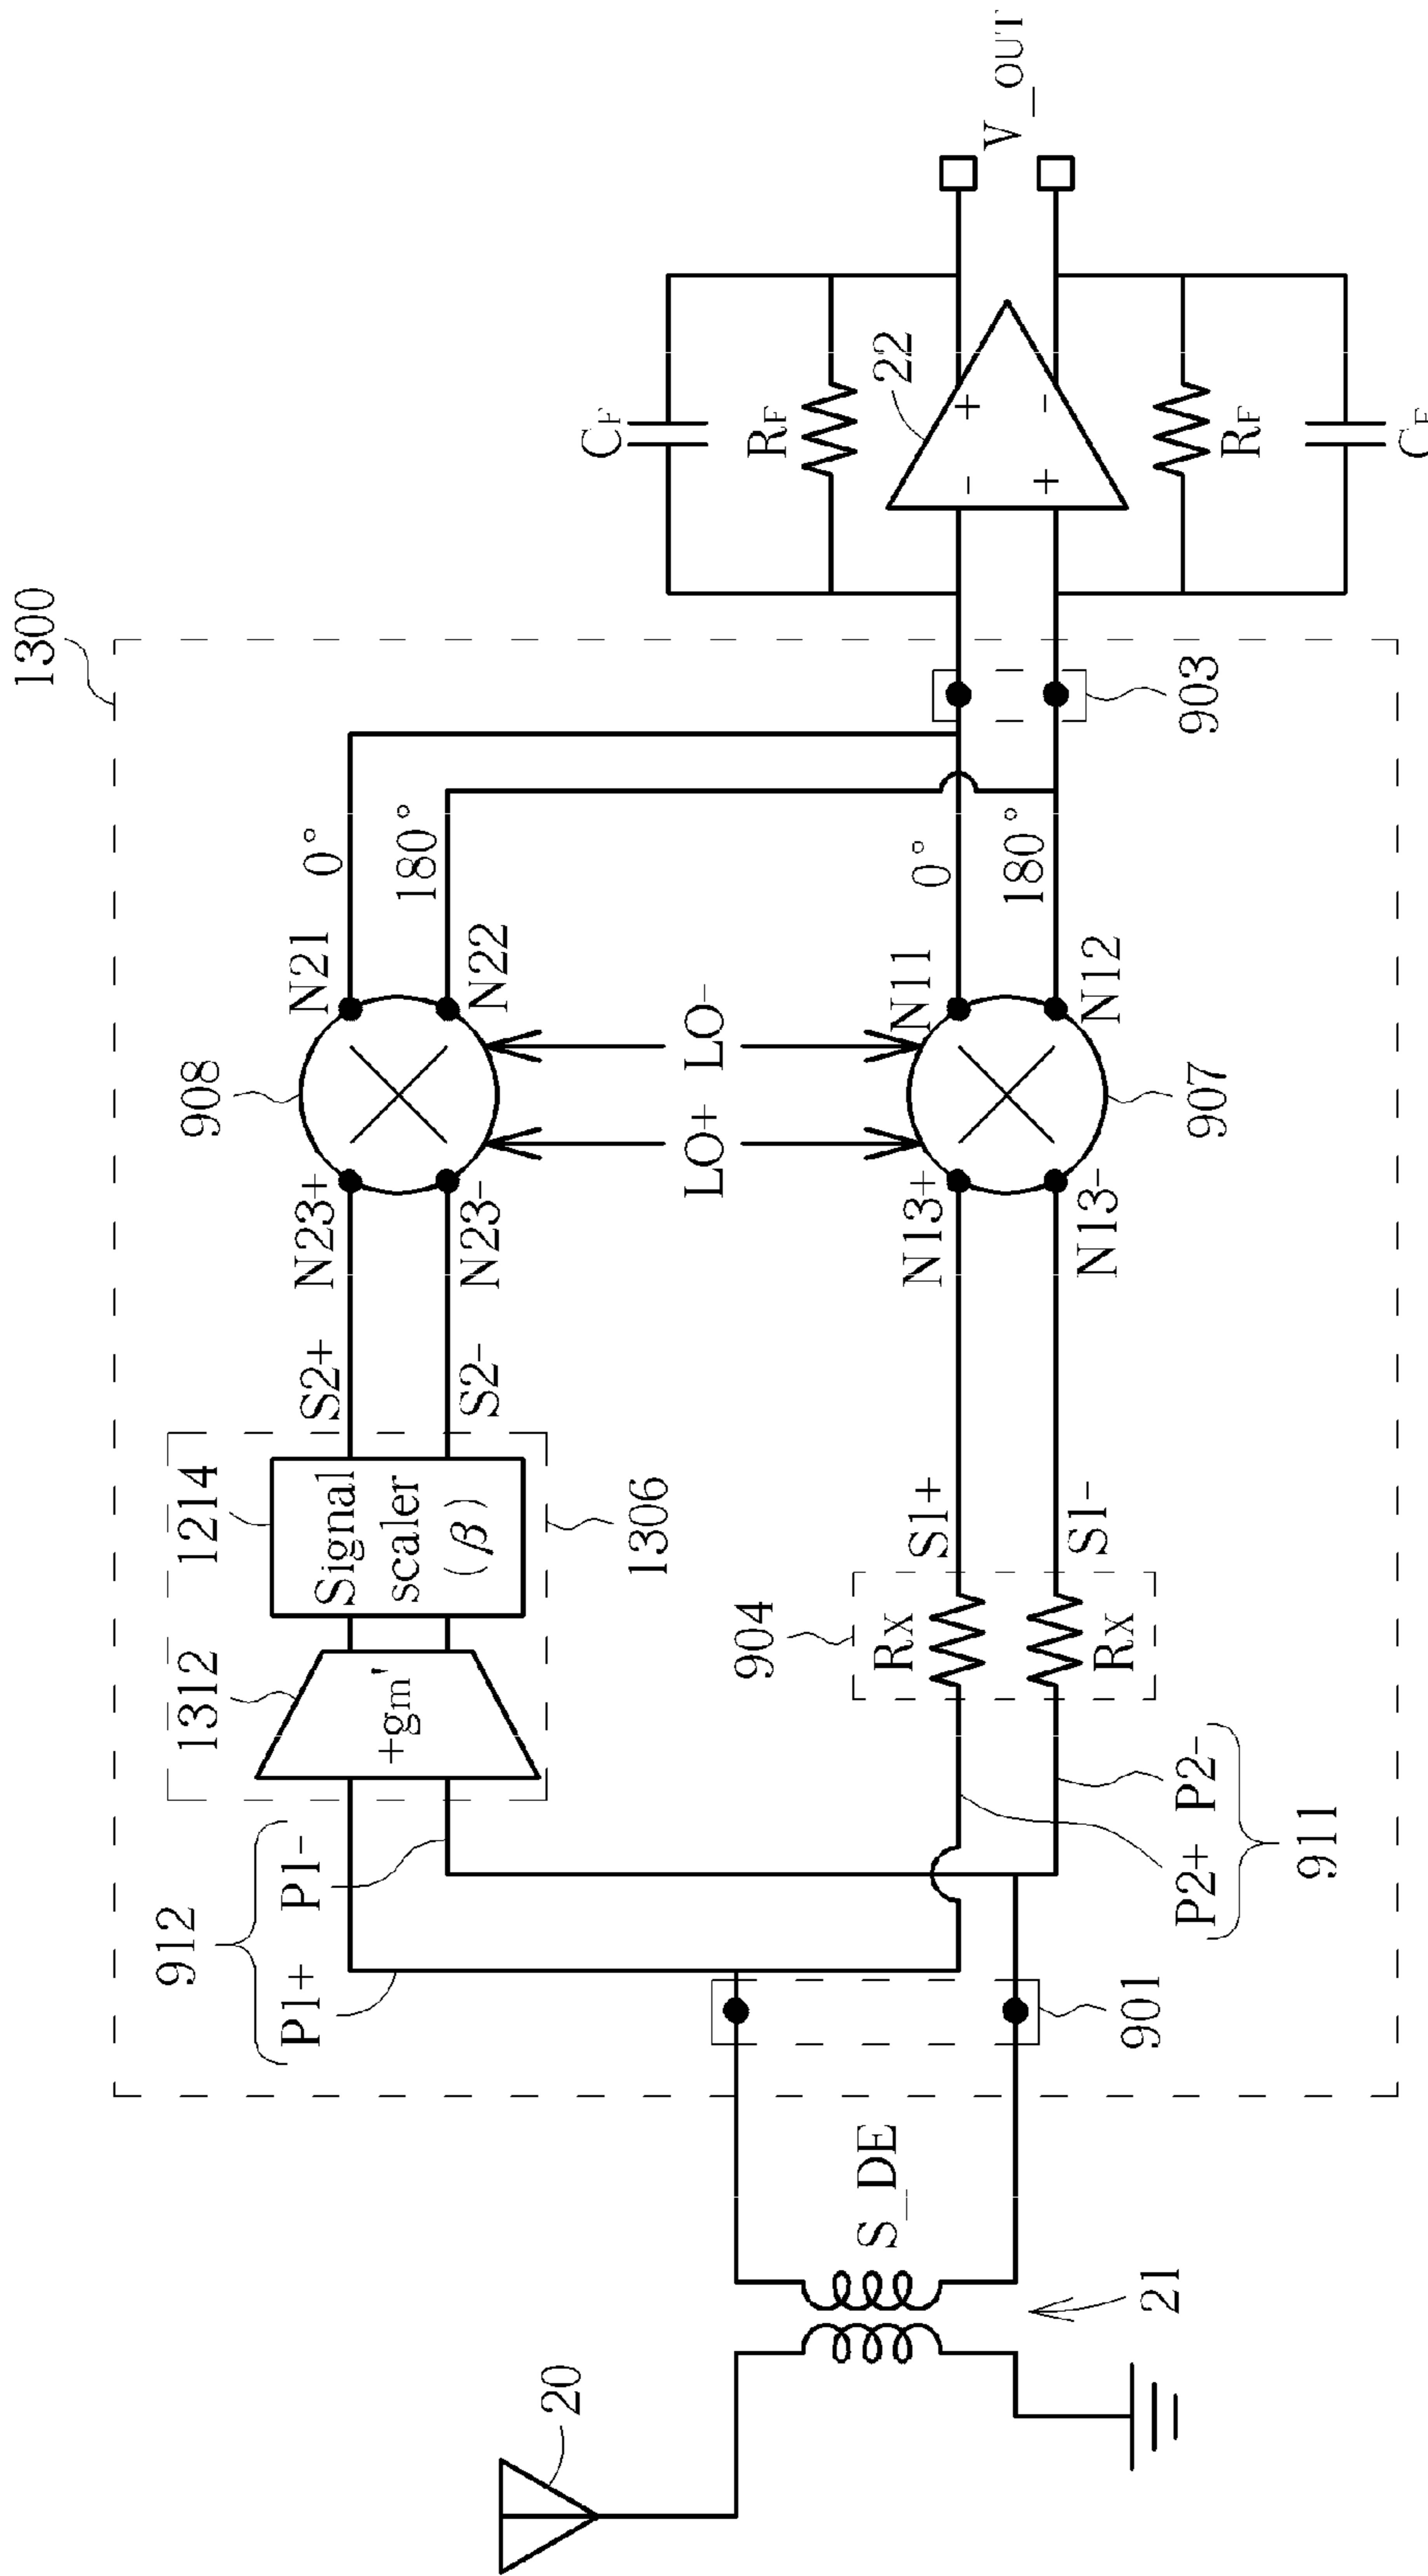 1300
912
P1+ P1-
1312
1214
+gm'
Signal
scaler
(β)
1306
S2+
S2-
N23+
N23-
908
N21
N22
0°
180°
LO+ LO-
20
21
S_DE
901
P2+ P2-
911
904
RX
RX
S1+
S1-
N13+
N13-
907
N11
N12
0°
180°
903
CF
RF
22
- +
+ -
RF
CF
V_OUT